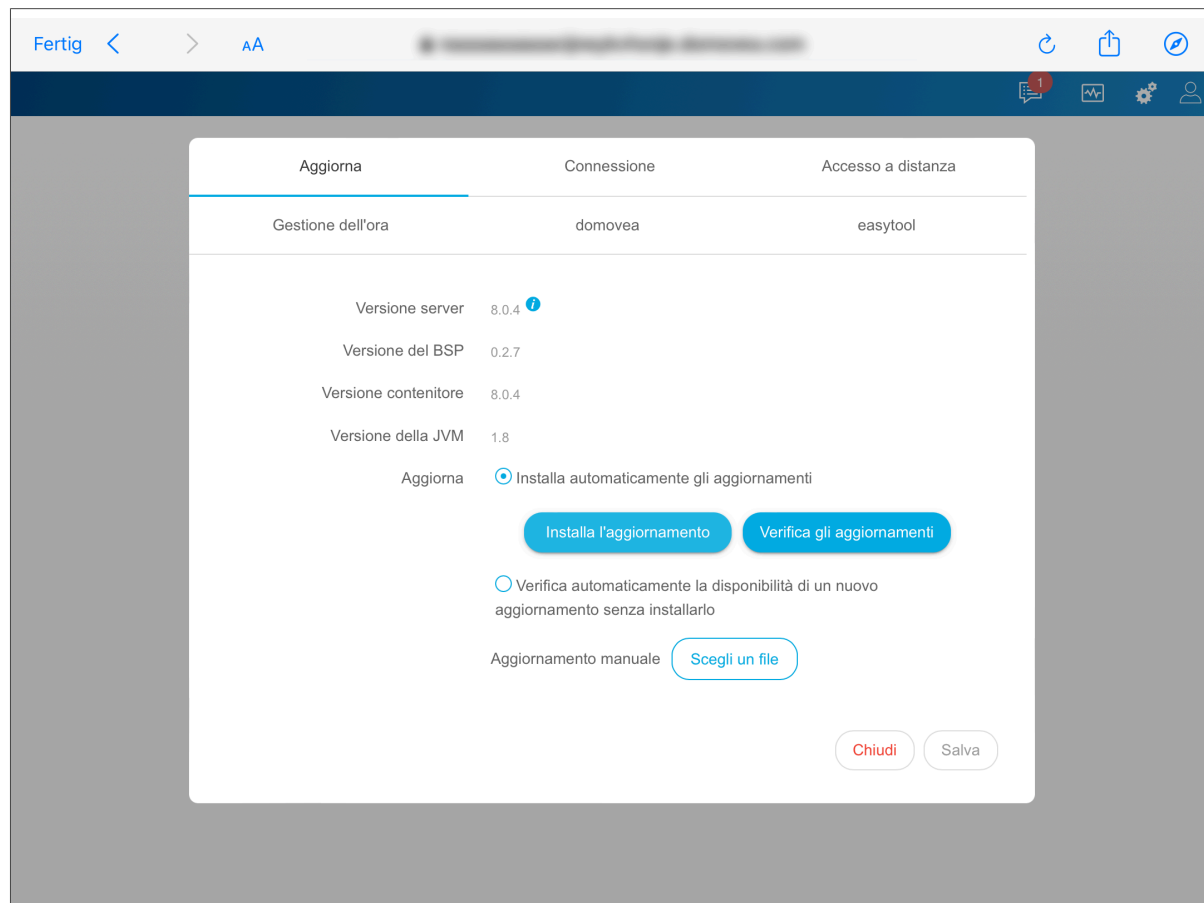 Fertig AA
1
Aggiorna Connessione Accesso a distanza
Gestione dell'ora domovea easytool
Versione server 8.0.4 i
Versione del BSP 0.2.7
Versione contenitore 8.0.4
Versione della JVM 1.8
Aggiorna Installa automaticamente gli aggiornamenti
Installa l'aggiornamento Verifica gli aggiornamenti
Verifica automaticamente la disponibilità di un nuovo
aggiornamento senza installarlo
Aggiornamento manuale Scegli un file
Chiudi Salva